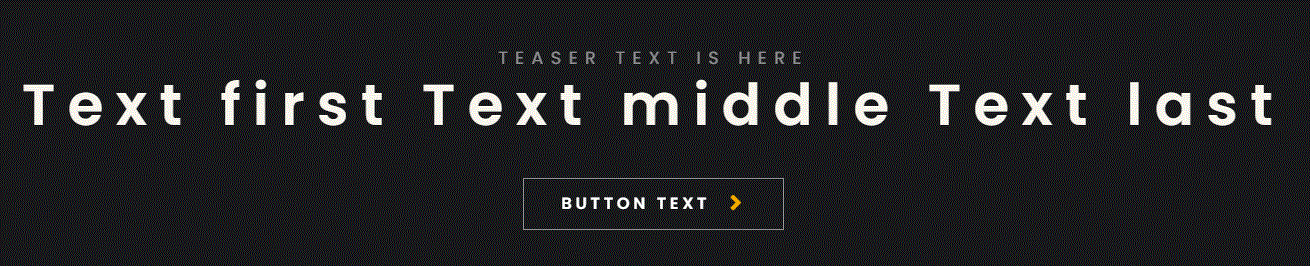 TEASER TEXT IS HERE
Text first Text middle Text last
BUTTON TEXT